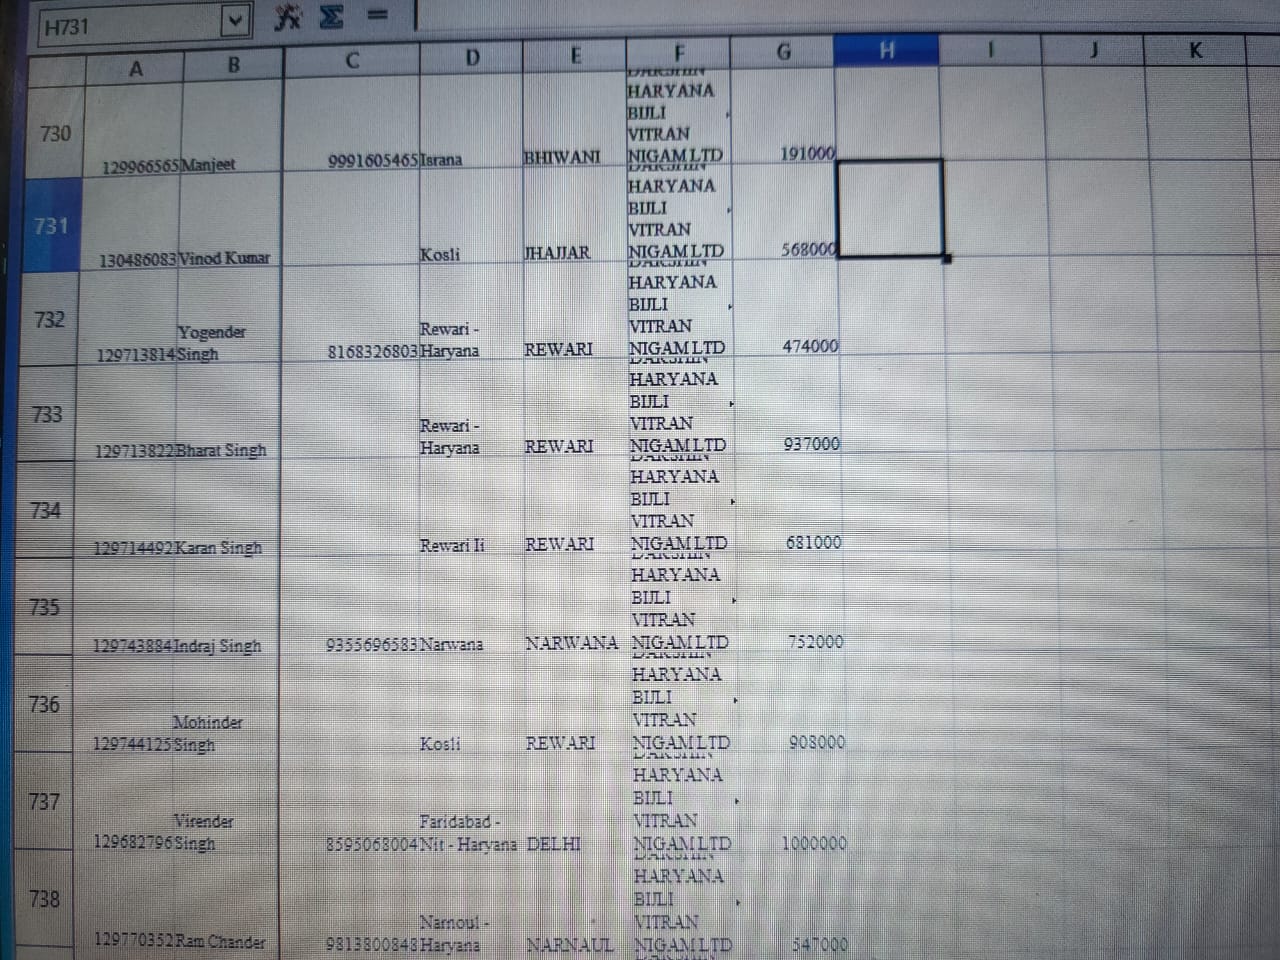 H731
A B C D E F G H I J K
730 129966565 Manjeet 9991605465 Israna BHIWANI DAKSHIN
HARYANA
BIJLI
VITRAN
NIGAM LTD 191000
731 130486083 Vinod Kumar Kosli JHAJJAR DAKSHIN
HARYANA
BIJLI
VITRAN
NIGAM LTD 568000
732 129713814 Yogender
Singh 8168326803 Rewari -
Haryana REWARI DAKSHIN
HARYANA
BIJLI
VITRAN
NIGAM LTD 474000
733 129713822 Bharat Singh Rewari -
Haryana REWARI DAKSHIN
HARYANA
BIJLI
VITRAN
NIGAM LTD 937000
734 129714492 Karan Singh Rewari Ii REWARI DAKSHIN
HARYANA
BIJLI
VITRAN
NIGAM LTD 681000
735 129743884 Indraj Singh 9355696583 Narwana NARWANA DAKSHIN
HARYANA
BIJLI
VITRAN
NIGAM LTD 752000
736 129744125 Mohinder
Singh Kosli REWARI DAKSHIN
HARYANA
BIJLI
VITRAN
NIGAM LTD 908000
737 129682796 Virender
Singh 8595068004 Faridabad -
Nit - Haryana DELHI DAKSHIN
HARYANA
BIJLI
VITRAN
NIGAM LTD 1000000
738 129770352 Ram Chander 9813800848 Narnoul -
Haryana NARNAUL DAKSHIN
HARYANA
BIJLI
VITRAN
NIGAM LTD 547000